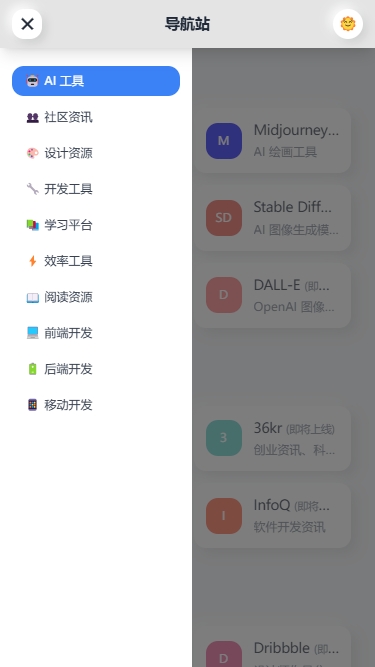 导航站
AI 工具
社区资讯
设计资源
开发工具
学习平台
效率工具
阅读资源
前端开发
后端开发
移动开发
M
Midjourney...
AI 绘画工具
SD
Stable Diff...
AI 图像生成模...
D
DALL-E (即...
OpenAI 图像...
3
36kr (即将上线)
创业资讯、科...
I
InfoQ (即将...
软件开发资讯
D
Dribbble (即...